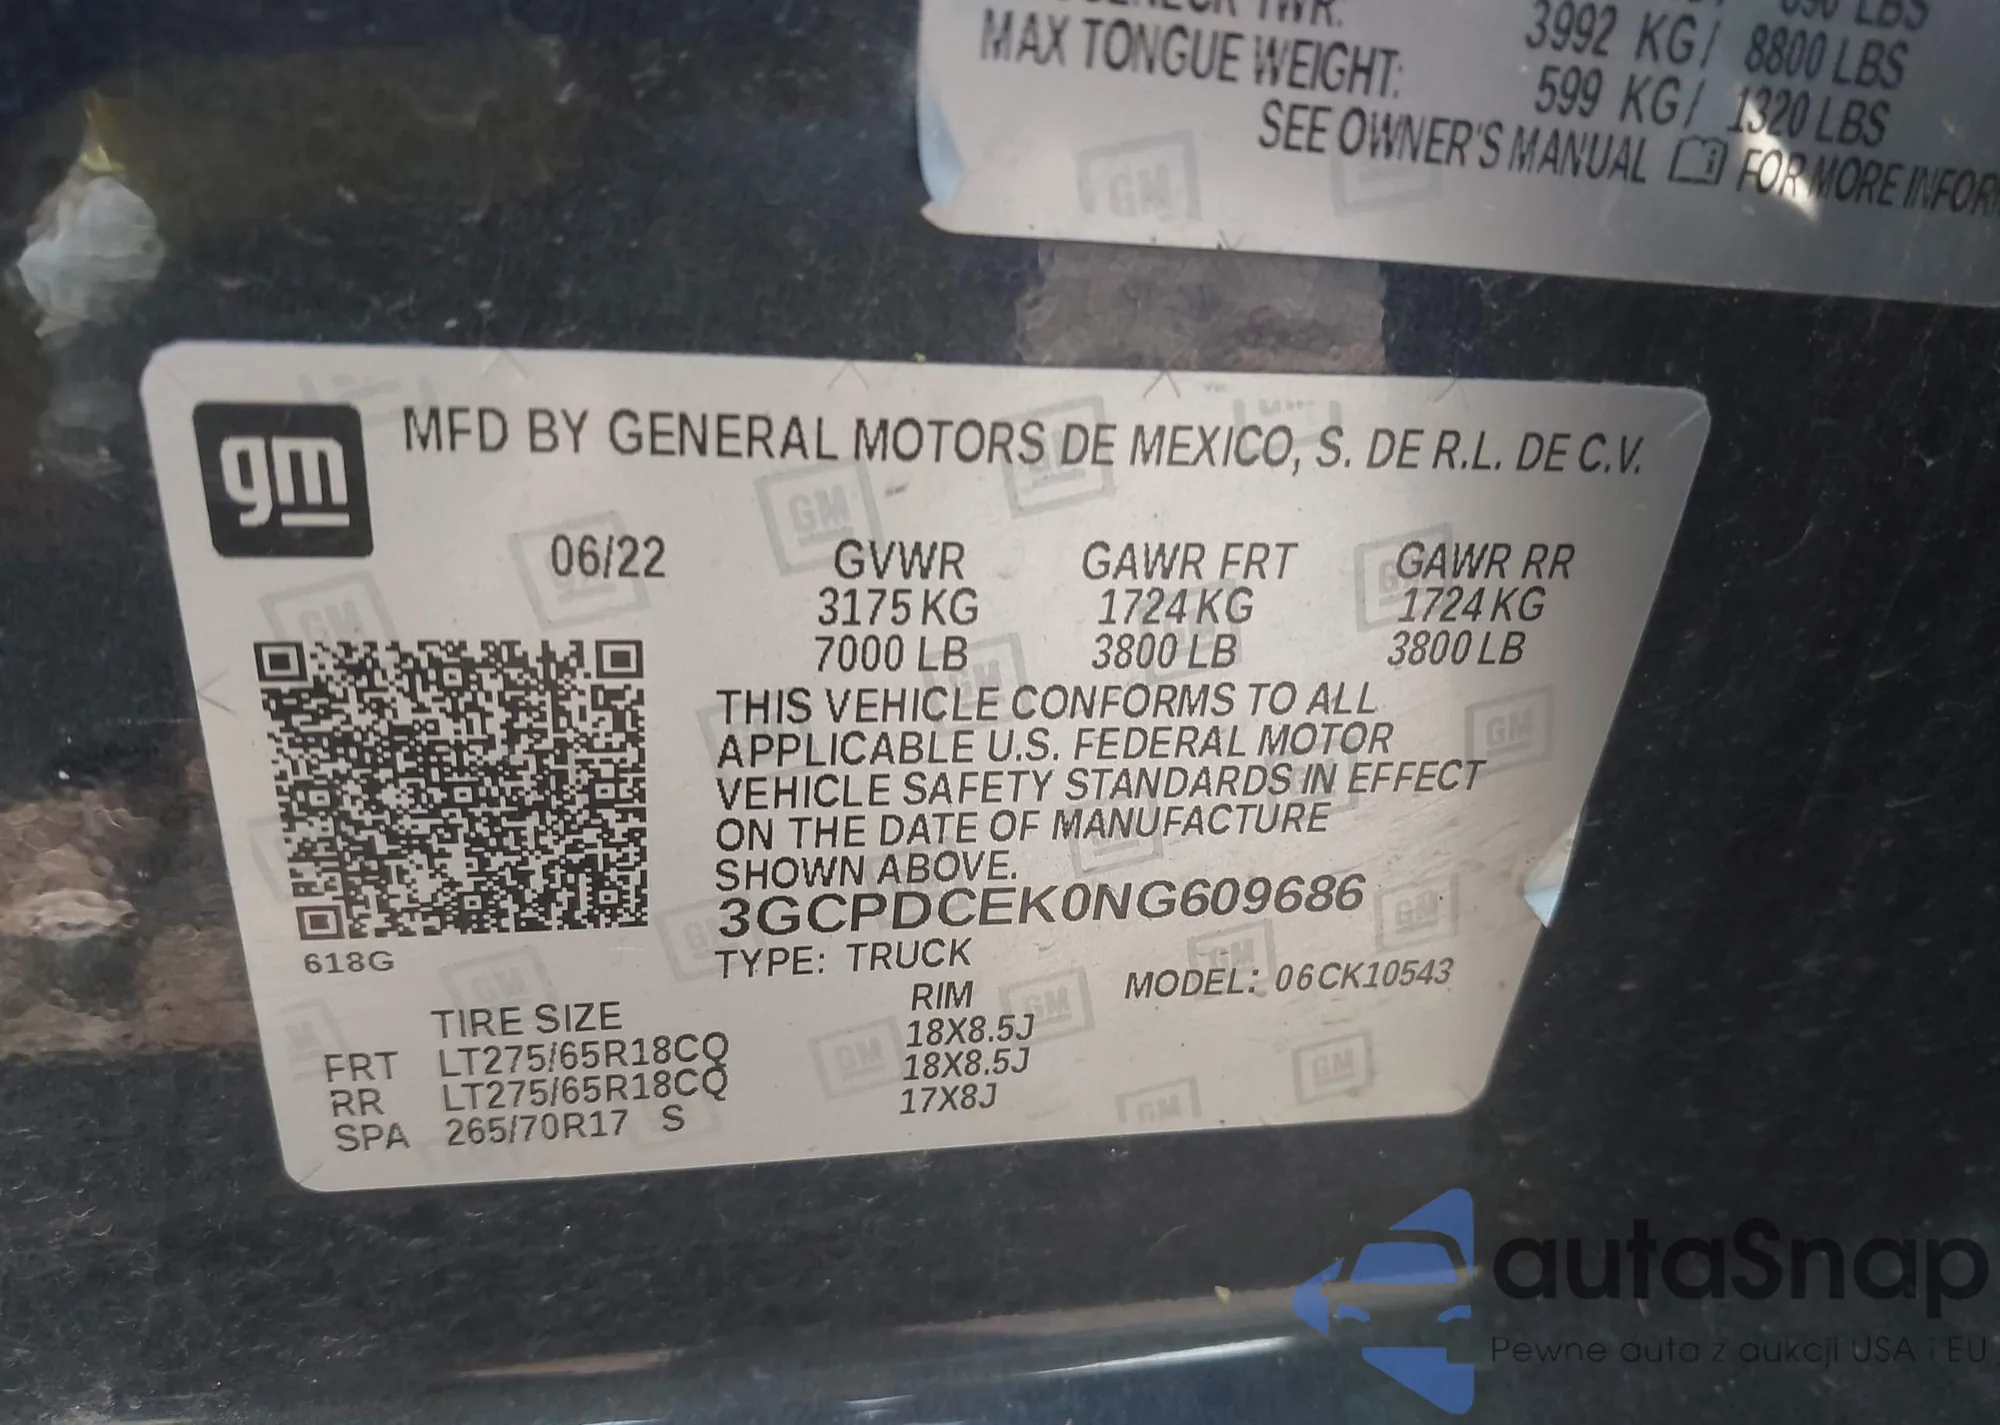 TWR:
LBS
3992 KG/ 8800 LBS
MAX TONGUE WEIGHT: 599 KG/ 1320 LBS
SEE OWNER'S MANUAL FOR MORE
gm
MFD BY GENERAL MOTORS DE MEXICO, S. DE R.L. DE C.V.
06/22 GVWR GAWR FRT GAWR RR
3175 KG 1724 KG 1724 KG
7000 LB 3800 LB 3800 LB
THIS VEHICLE CONFORMS TO ALL
APPLICABLE U.S. FEDERAL MOTOR
VEHICLE SAFETY STANDARDS IN EFFECT
ON THE DATE OF MANUFACTURE
SHOWN ABOVE.
3GCPDCEK0NG609686
618G
TYPE: TRUCK MODEL: 06CK10543
TIRE SIZE RIM
FRT LT275/65R18CQ 18X8.5J
RR LT275/65R18CQ 18X8.5J
SPA 265/70R17 S 17X8J
autaSnap
Pewne auta z aukcji USA i EU